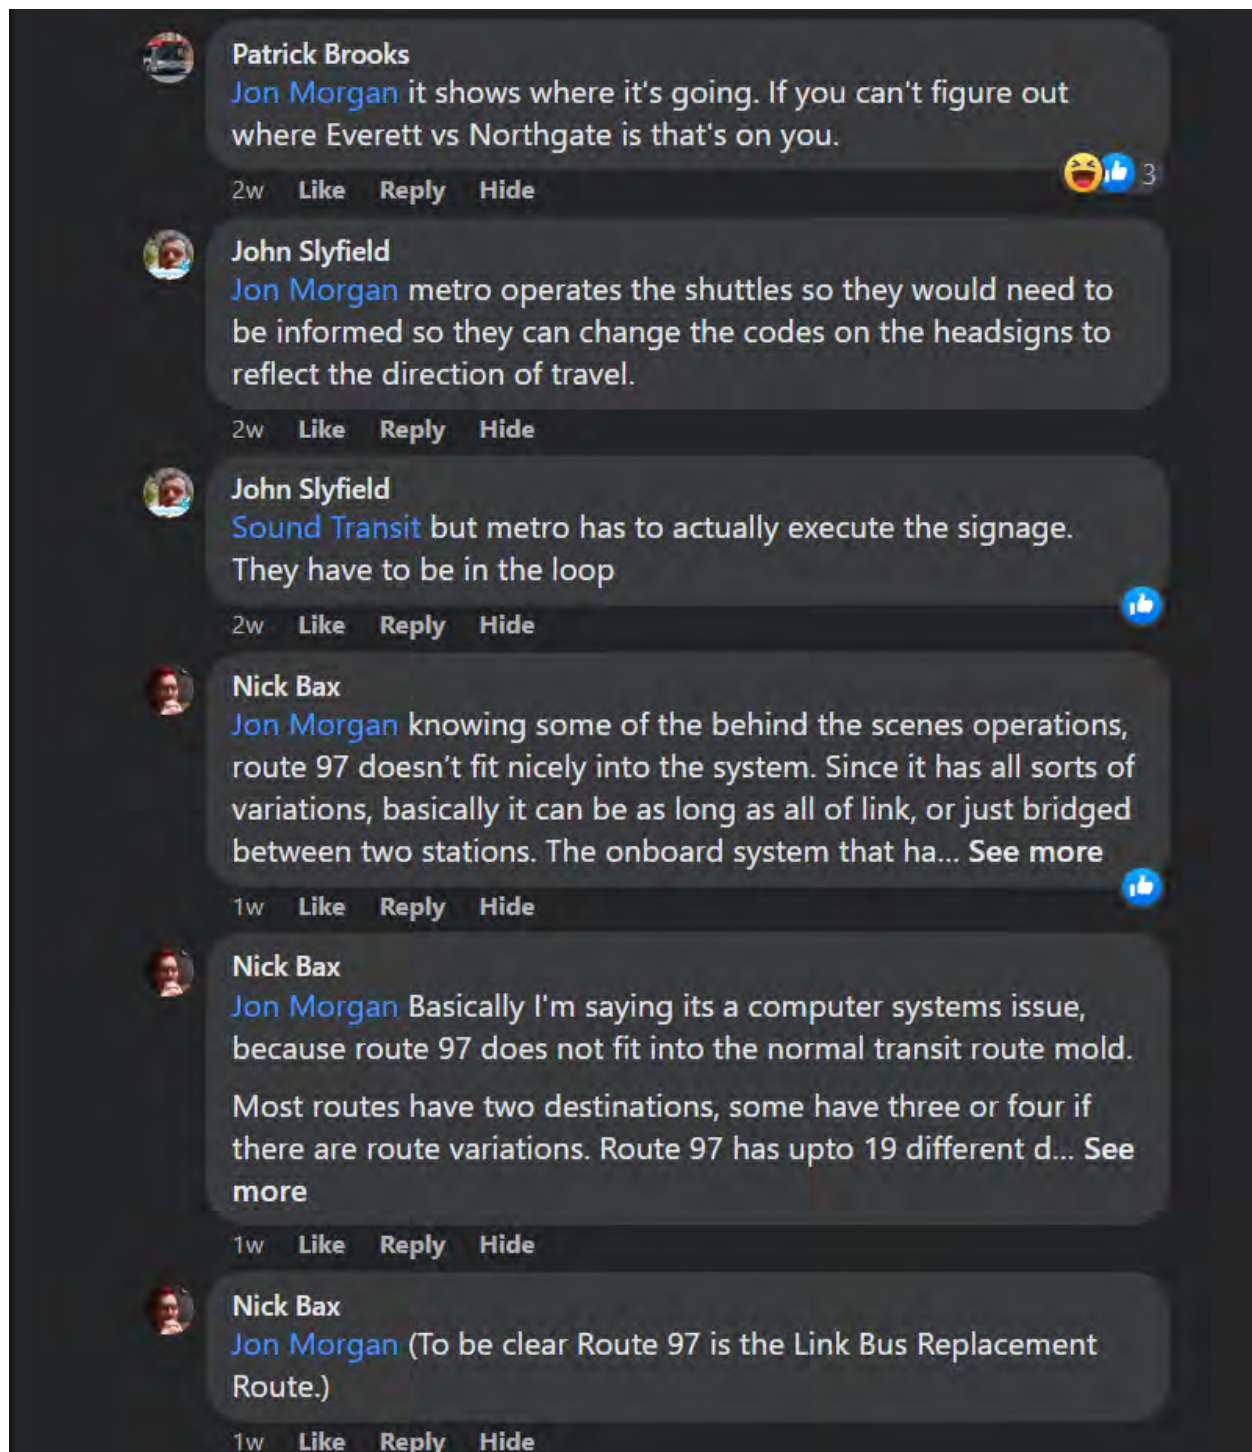 Patrick Brooks
Jon Morgan it shows where it's going. If you can't figure out
where Everett vs Northgate is that's on you.
3
2w Like Reply Hide
John Slyfield
Jon Morgan metro operates the shuttles so they would need to
be informed so they can change the codes on the headsigns to
reflect the direction of travel.
2w Like Reply Hide
John Slyfield
Sound Transit but metro has to actually execute the signage.
They have to be in the loop
2w Like Reply Hide
Nick Bax
Jon Morgan knowing some of the behind the scenes operations,
route 97 doesn’t fit nicely into the system. Since it has all sorts of
variations, basically it can be as long as all of link, or just bridged
between two stations. The onboard system that ha... See more
1w Like Reply Hide
Nick Bax
Jon Morgan Basically I'm saying its a computer systems issue,
because route 97 does not fit into the normal transit route mold.
Most routes have two destinations, some have three or four if
there are route variations. Route 97 has upto 19 different d... See
more
1w Like Reply Hide
Nick Bax
Jon Morgan (To be clear Route 97 is the Link Bus Replacement
Route.)
1w Like Reply Hide